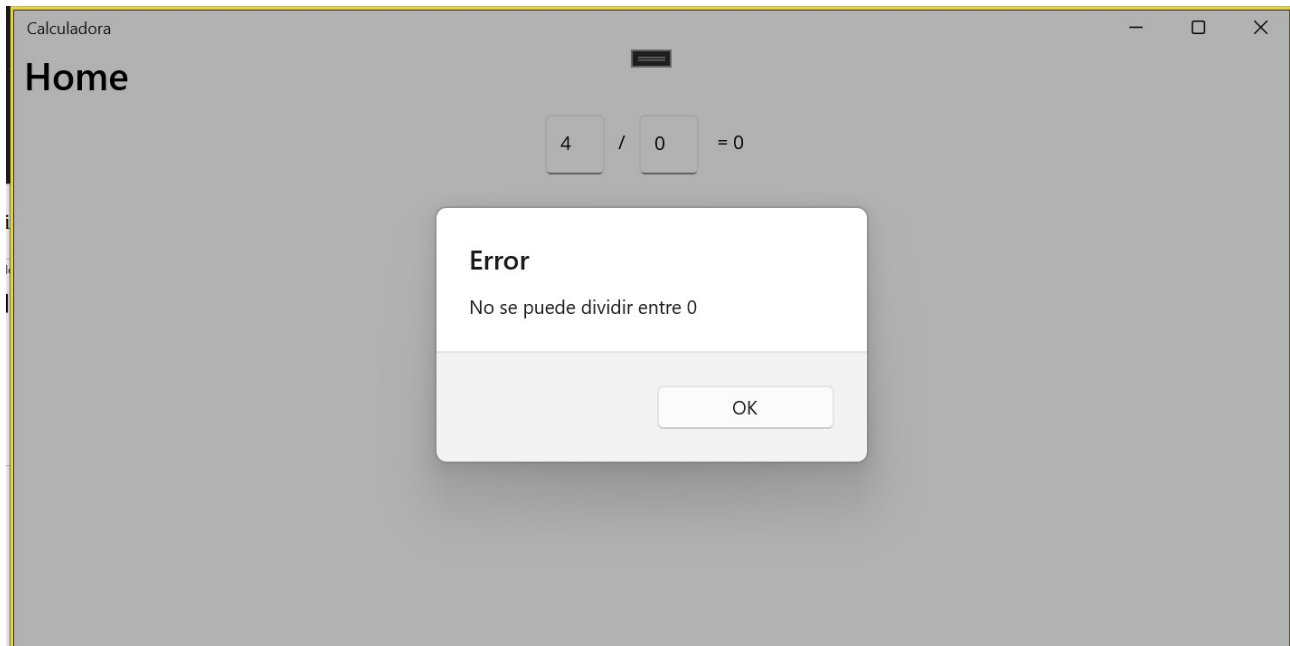 Calculadora
Home
4 / 0 = 0
Error
No se puede dividir entre 0
OK